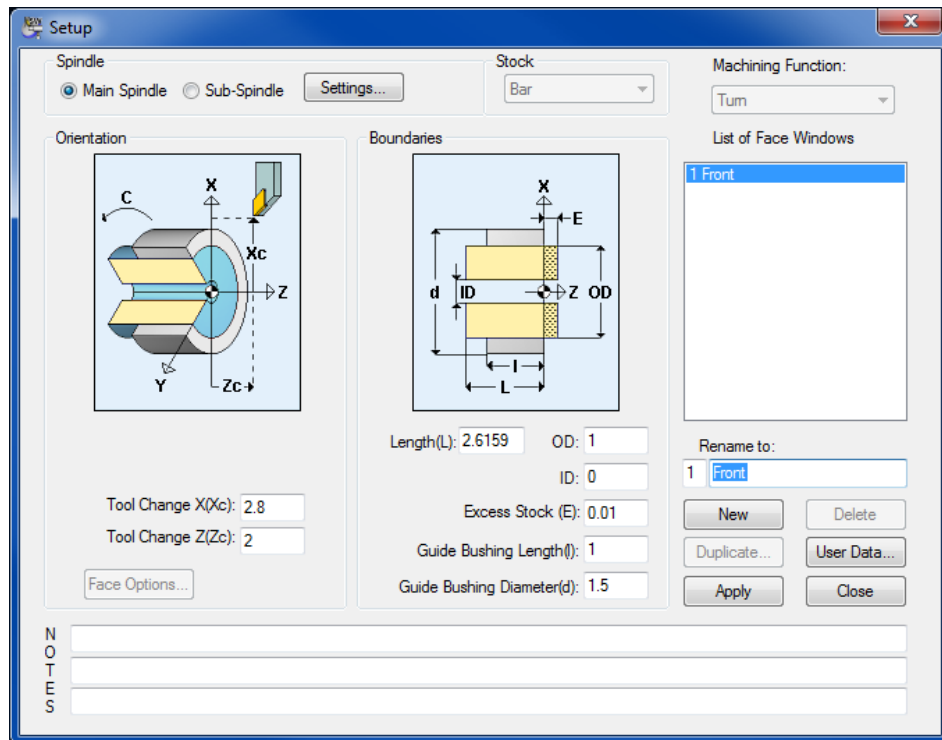 Setup
Spindle
Main Spindle
Sub-Spindle
Settings...
Stock
Bar
Machining Function:
Turn
Orientation
C
X
Xc
Z
Y
Zc
Tool Change X(Xc): 2.8
Tool Change Z(Zc): 2
Face Options...
Boundaries
X
E
d
ID
Z
OD
l
L
Length(L): 2.6159
OD: 1
ID: 0
Excess Stock (E): 0.01
Guide Bushing Length(l): 1
Guide Bushing Diameter(d): 1.5
List of Face Windows
1 Front
Rename to:
1 Front
New
Delete
Duplicate...
User Data...
Apply
Close
NOTES